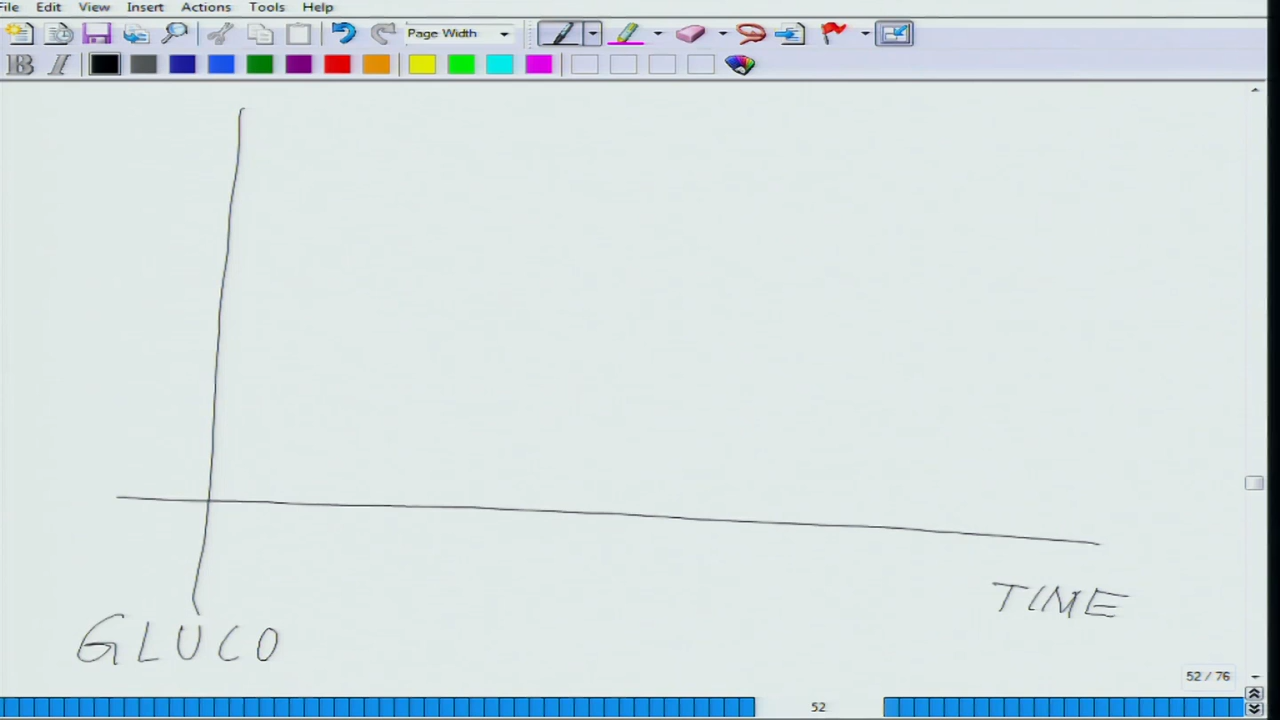 File Edit View Insert Actions Tools Help
Page Width
B I
TIME
GLUCO
52 / 76
52